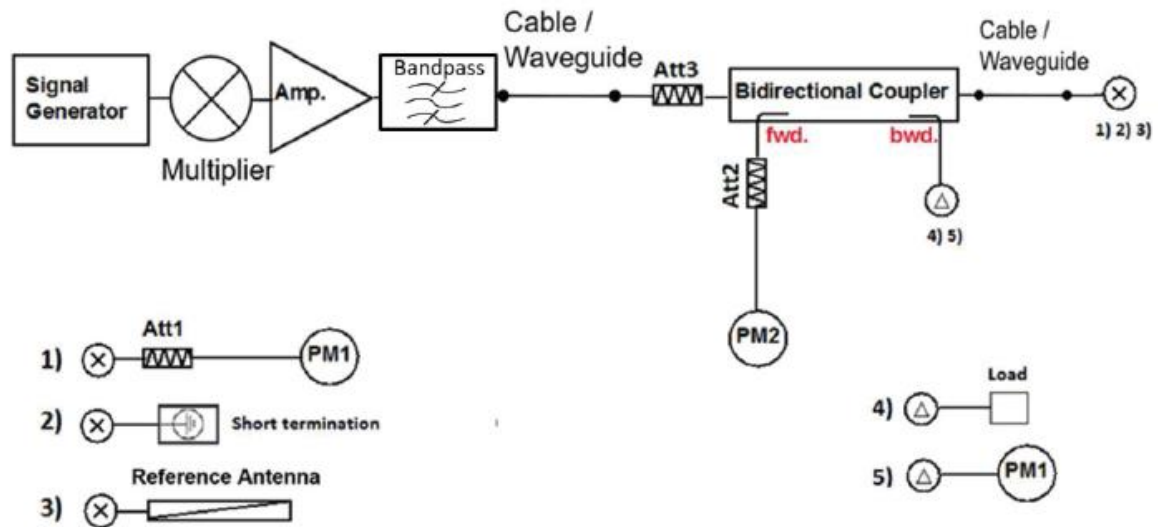 Cable /
Waveguide
Cable /
Waveguide
Signal
Generator
Amp.
Bandpass
Att3
Bidirectional Coupler
1) 2) 3)
Multiplier
fwd.
bwd.
Att2
4) 5)
PM2
Att1
1)
PM1
2)
Short termination
Load
4)
Reference Antenna
3)
5)
PM1